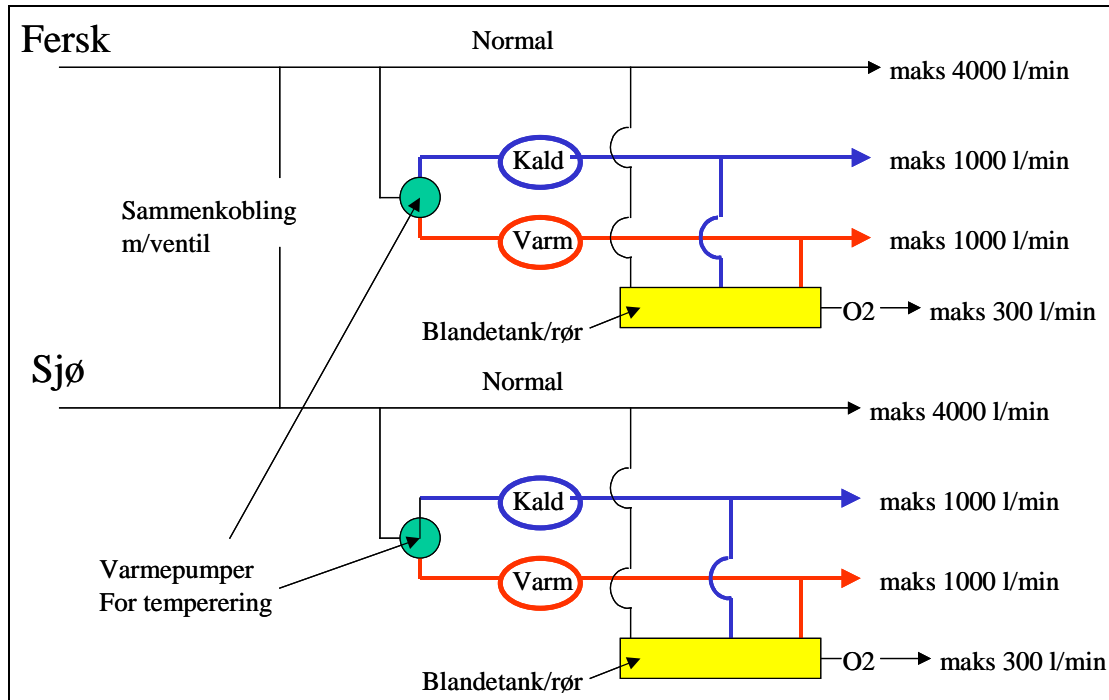 Fersk
Normal
maks 4000 l/min
Kald
maks 1000 l/min
Sammenkobling
m/ventil
Varm
maks 1000 l/min
O2
maks 300 l/min
Blandetank/rør
Sjø
Normal
maks 4000 l/min
Kald
maks 1000 l/min
Varmepumper
For temperering
Varm
maks 1000 l/min
O2
maks 300 l/min
Blandetank/rør